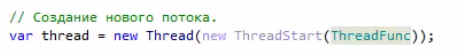 // Создание нового потока.
var thread = new Thread(new ThreadStart(ThreadFunc));